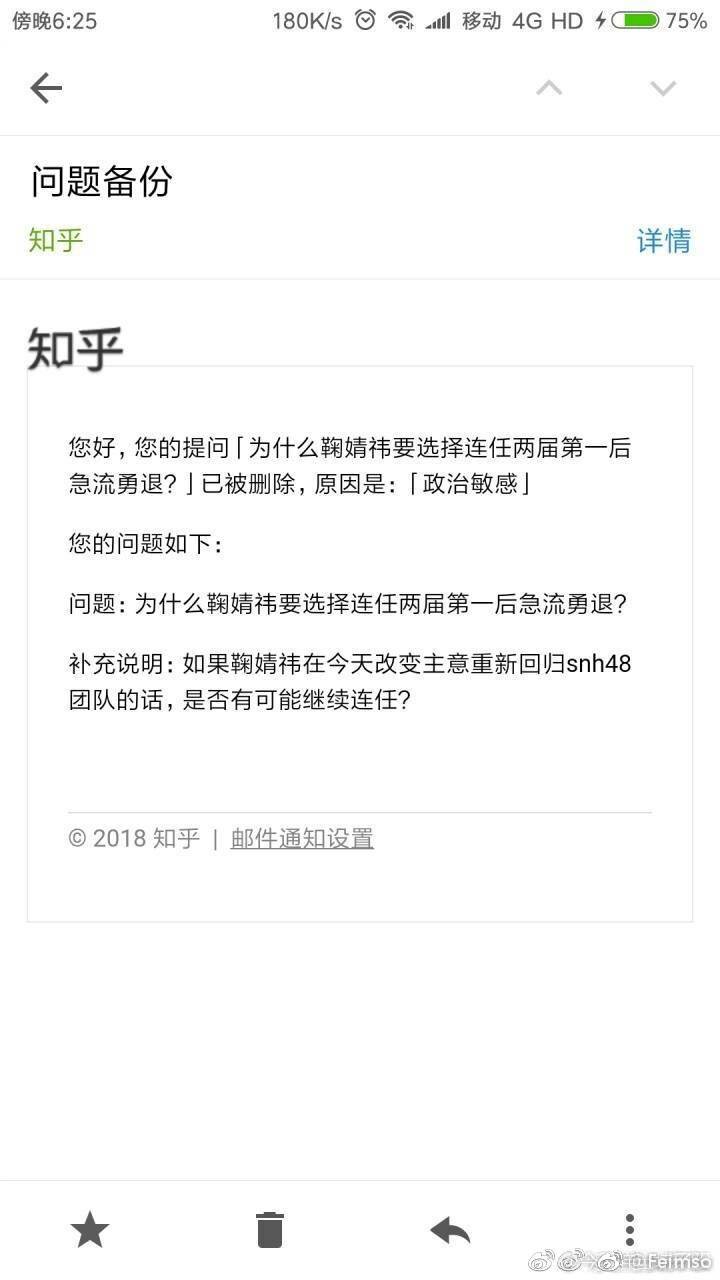 傍晚6:25 180K/s 移动 4G HD 75%
问题备份
知乎 详情
知乎
您好, 您的提问「为什么鞠婧祎要选择连任两届第一后
急流勇退?」已被删除, 原因是:「政治敏感」
您的问题如下:
问题: 为什么鞠婧祎要选择连任两届第一后急流勇退?
补充说明: 如果鞠婧祎在今天改变主意重新回归snh48
团队的话, 是否有可能继续连任?
© 2018 知乎 | 邮件通知设置
@Feimso